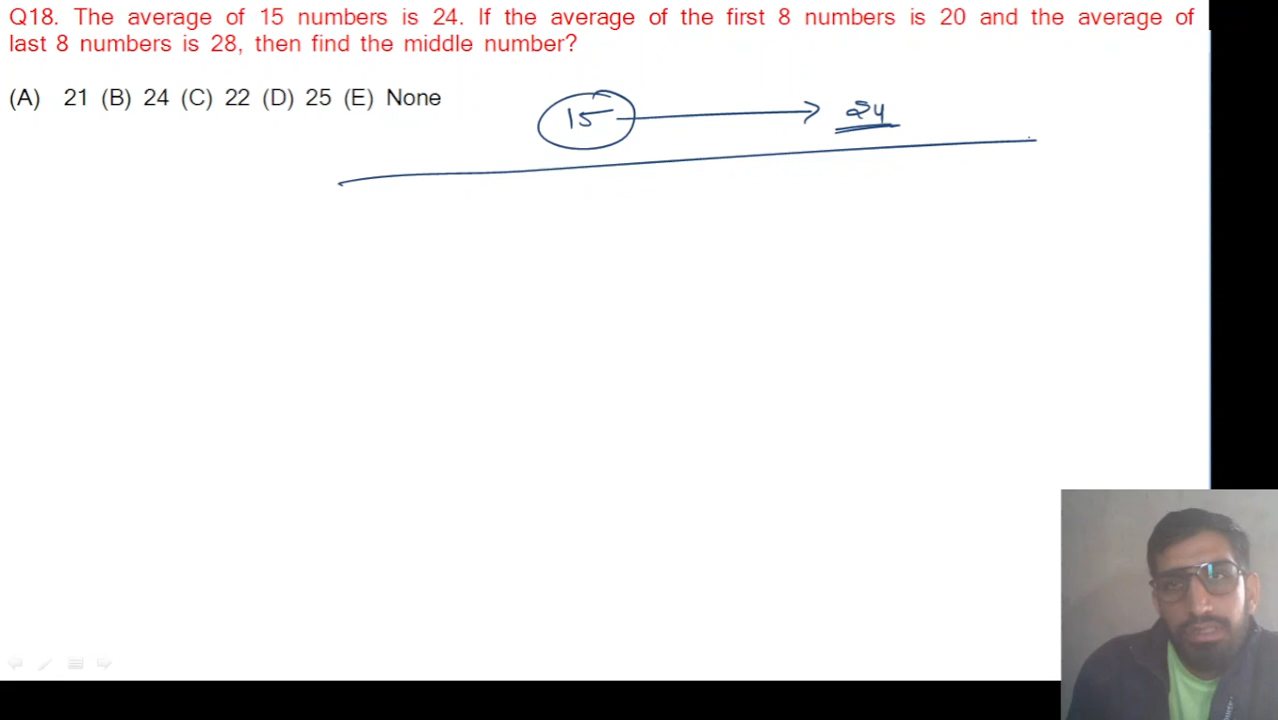 Q18. The average of 15 numbers is 24. If the average of the first 8 numbers is 20 and the average of
last 8 numbers is 28, then find the middle number?
(A) 21 (B) 24 (C) 22 (D) 25 (E) None
15 → 24